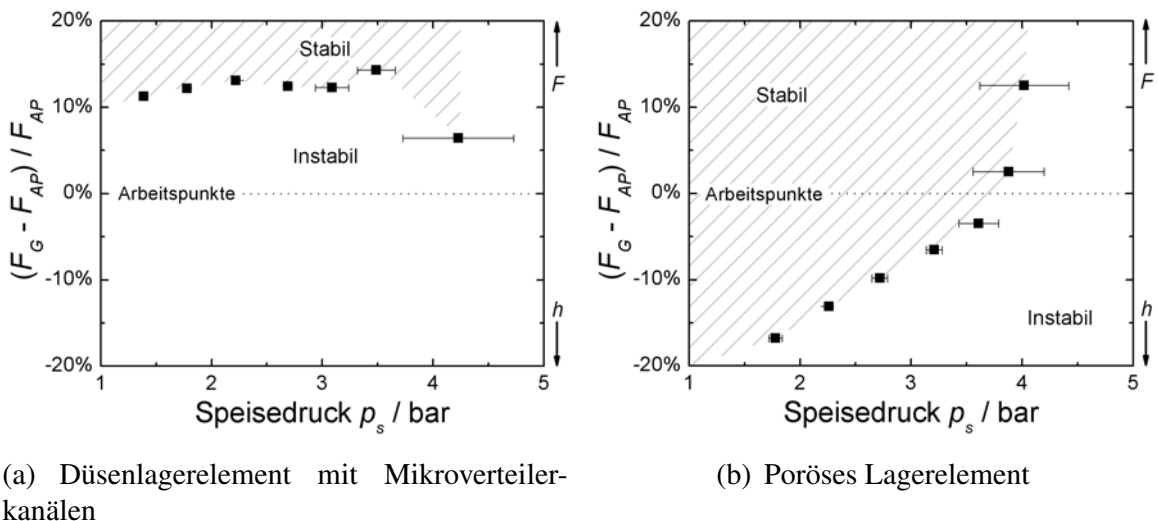 20%
10%
0%
-10%
-20%
(F_G - F_AP) / F_AP
Stabil
Instabil
Arbeitspunkte
F
h
1 2 3 4 5
Speisedruck p_s / bar
(a) Düsenlagerelement mit Mikroverteiler-
kanälen
20%
10%
0%
-10%
-20%
(F_G - F_AP) / F_AP
Stabil
Arbeitspunkte
Instabil
F
h
1 2 3 4 5
Speisedruck p_s / bar
(b) Poröses Lagerelement